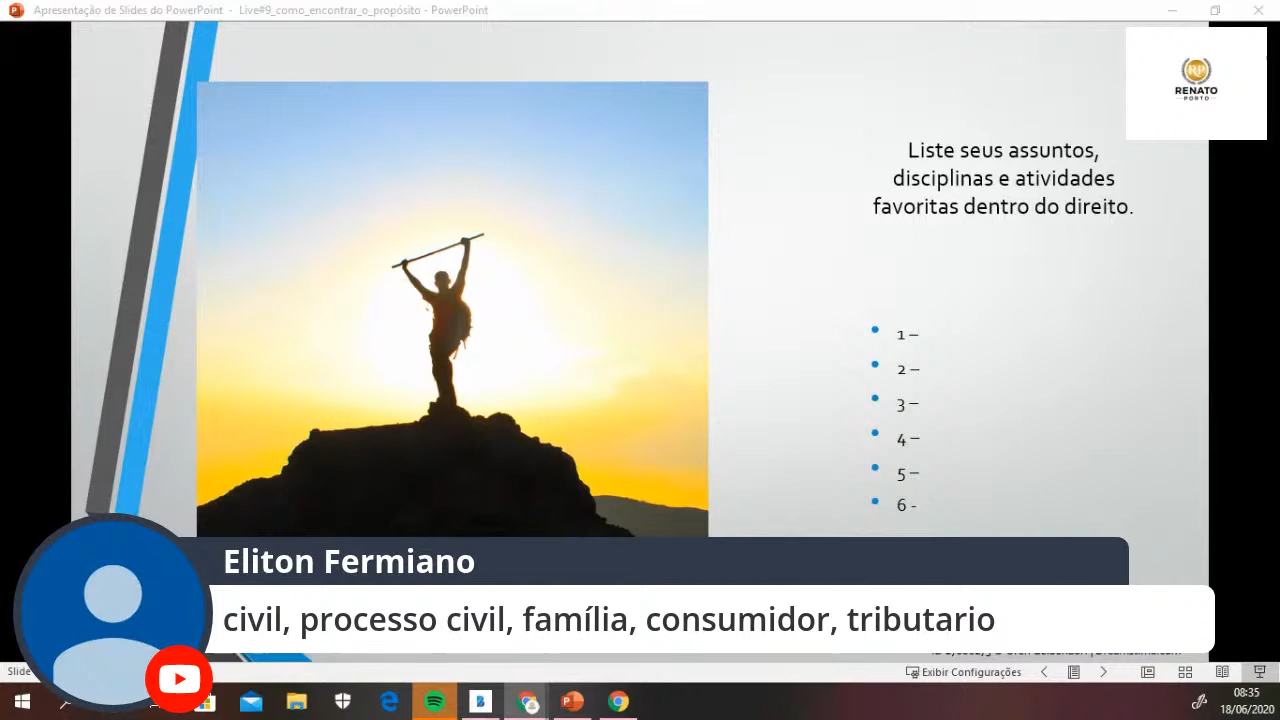 Apresentação de Slides do PowerPoint - Live#9_como_encontrar_o_propósito - PowerPoint
RP
RENATO
PORTO
Liste seus assuntos,
disciplinas e atividades
favoritas dentro do direito.
• 1 –
• 2 –
• 3 –
• 4 –
• 5 –
• 6 -
Eliton Fermiano
civil, processo civil, família, consumidor, tributario
Slide
Exibir Configurações
08:35
18/06/2020